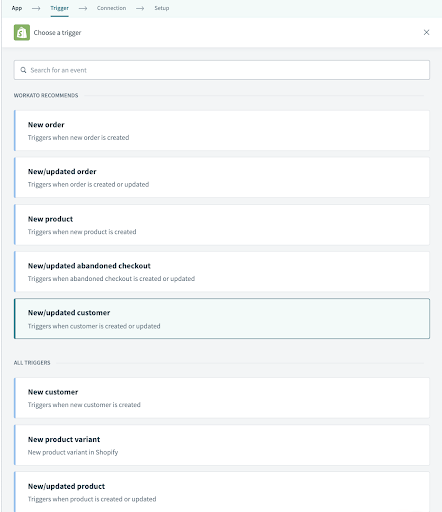 App → Trigger → Connection → Setup
Choose a trigger
Search for an event
WORKATO RECOMMENDS
New order
Triggers when new order is created
New/updated order
Triggers when order is created or updated
New product
Triggers when new product is created
New/updated abandoned checkout
Triggers when abandoned checkout is created or updated
New/updated customer
Triggers when customer is created or updated
ALL TRIGGERS
New customer
Triggers when new customer is created
New product variant
New product variant in Shopify
New/updated product
Triggers when product is created or updated